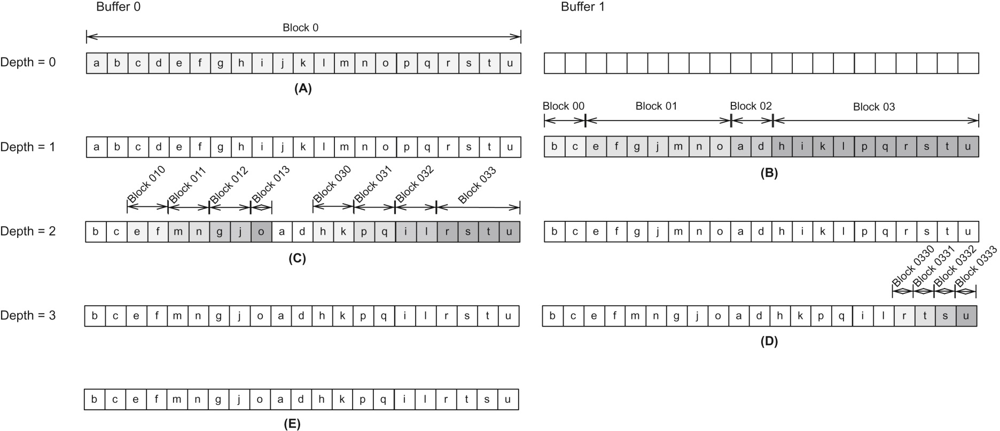 Buffer 0 Buffer 1
Block 0
Depth = 0 a b c d e f g h i j k l m n o p q r s t u
(A)
Block 00 Block 01 Block 02 Block 03
Depth = 1 a b c d e f g h i j k l m n o p q r s t u b c e f g j m n o a d h i k l p q r s t u
(B)
Block 010 Block 011 Block 012 Block 013 Block 030 Block 031 Block 032 Block 033
Depth = 2 b c e f m n g j o a d h k p q i l r s t u b c e f g j m n o a d h i k l p q r s t u
(C)
Block 0330 Block 0331 Block 0332 Block 0333
Depth = 3 b c e f m n g j o a d h k p q i l r s t u b c e f m n g j o a d h k p q i l r t s u
(D)
b c e f m n g j o a d h k p q i l r t s u
(E)